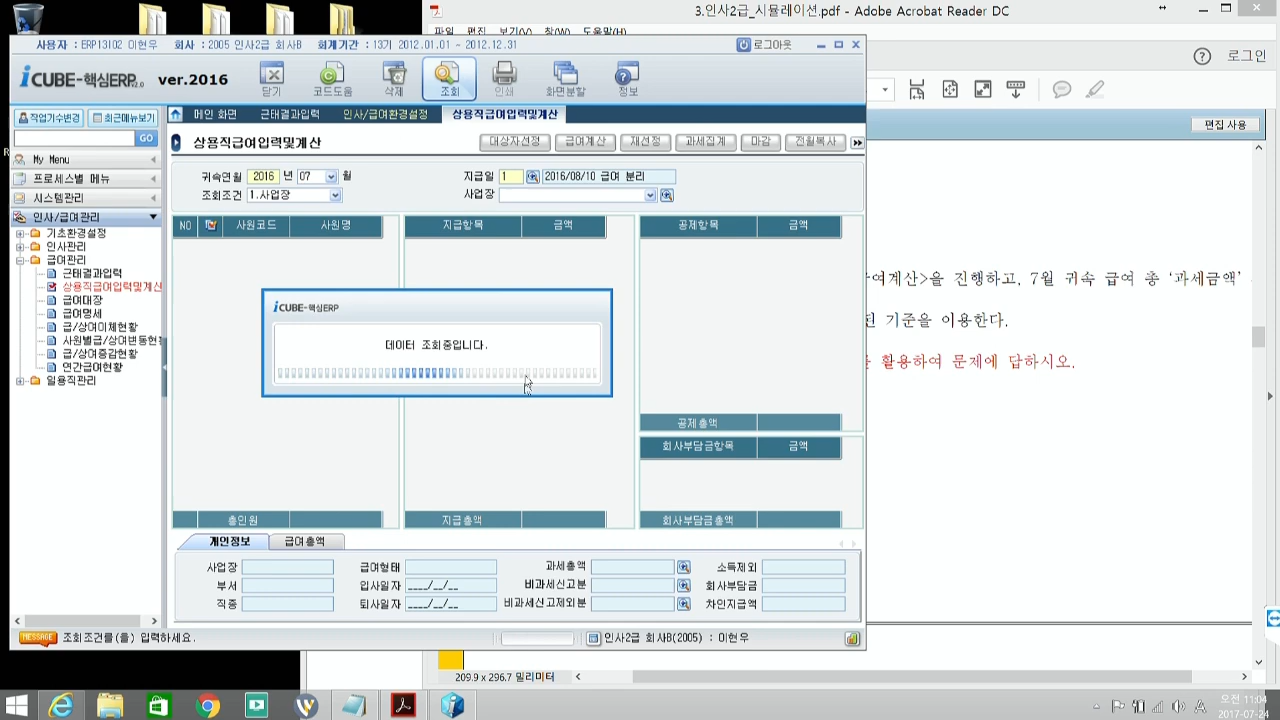 3.인사2급_시뮬레이션.pdf - Adobe Acrobat Reader DC
파일 편집 보기(V) 창(W) 도움말(H)
사용자 : ERP13I02 이현우 회사 : 2005 인사2급 회사B 회계기간 : 13기 2012.01.01 - 2012.12.31 로그아웃
iCUBE-핵심ERP v2.0 ver.2016
닫기 코드도움 삭제 조회 인쇄 화면분할 정보
로그인
작업기수변경 최근메뉴보기
메인 화면 근태결과입력 인사/급여환경설정 상용직급여입력및계산
편집 사용
GO
상용직급여입력및계산
대상자선정 급여계산 재선정 과세집계 마감 전월복사
My Menu
프로세스별 메뉴
시스템관리
인사/급여관리
기초환경설정
인사관리
급여관리
근태결과입력
상용직급여입력및계산
급여대장
급여명세
급/상여이체현황
사원별급/상여변동현황
급/상여증감현황
연간급여현황
일용직관리
귀속연월 2016 년 07 월 지급일 1 2016/08/10 급여 분리
조회조건 1.사업장 사업장
NO 사원코드 사원명 지급항목 금액 공제항목 금액
iCUBE-핵심ERP
데이터 조회중입니다.
공제총액
회사부담금항목 금액
총인원 지급총액 회사부담금총액
여계산>을 진행하고, 7월 귀속 급여 총 ‘과세금액’
된 기준을 이용한다.
를 활용하여 문제에 답하시오.
개인정보 급여총액
사업장 급여형태 과세총액 소득제외
부서 입사일자 ____/__/__ 비과세신고분 회사부담금
직종 퇴사일자 ____/__/__ 비과세신고제외분 차인지급액
MESSAGE 조회조건를(을) 입력하세요. 인사2급 회사B(2005) : 이현우
209.9 x 296.7 밀리미터
오전 11:04
2017-07-24